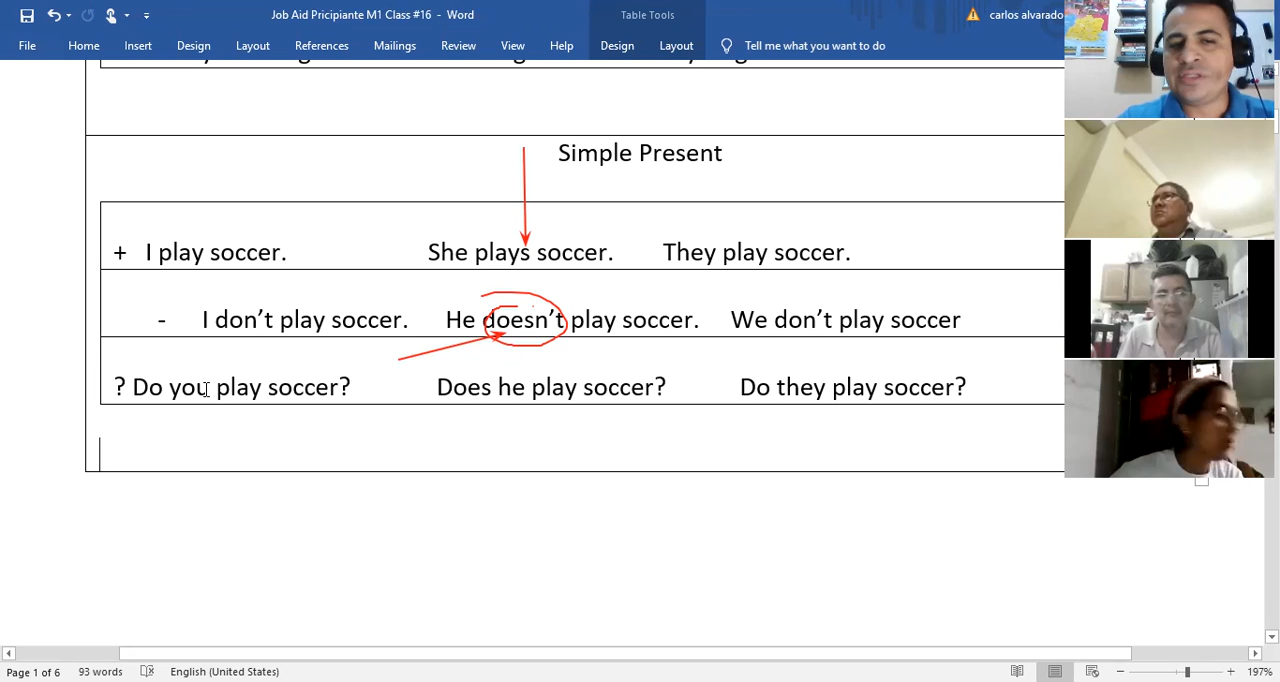 Job Aid Pricipiante M1 Class #16 - Word
Table Tools
carlos alvarado
File Home Insert Design Layout References Mailings Review View Help Design Layout Tell me what you want to do
Simple Present
+ I play soccer. She plays soccer. They play soccer.
- I don't play soccer. He doesn't play soccer. We don't play soccer
? Do you play soccer? Does he play soccer? Do they play soccer?
Page 1 of 6 93 words English (United States) 197%